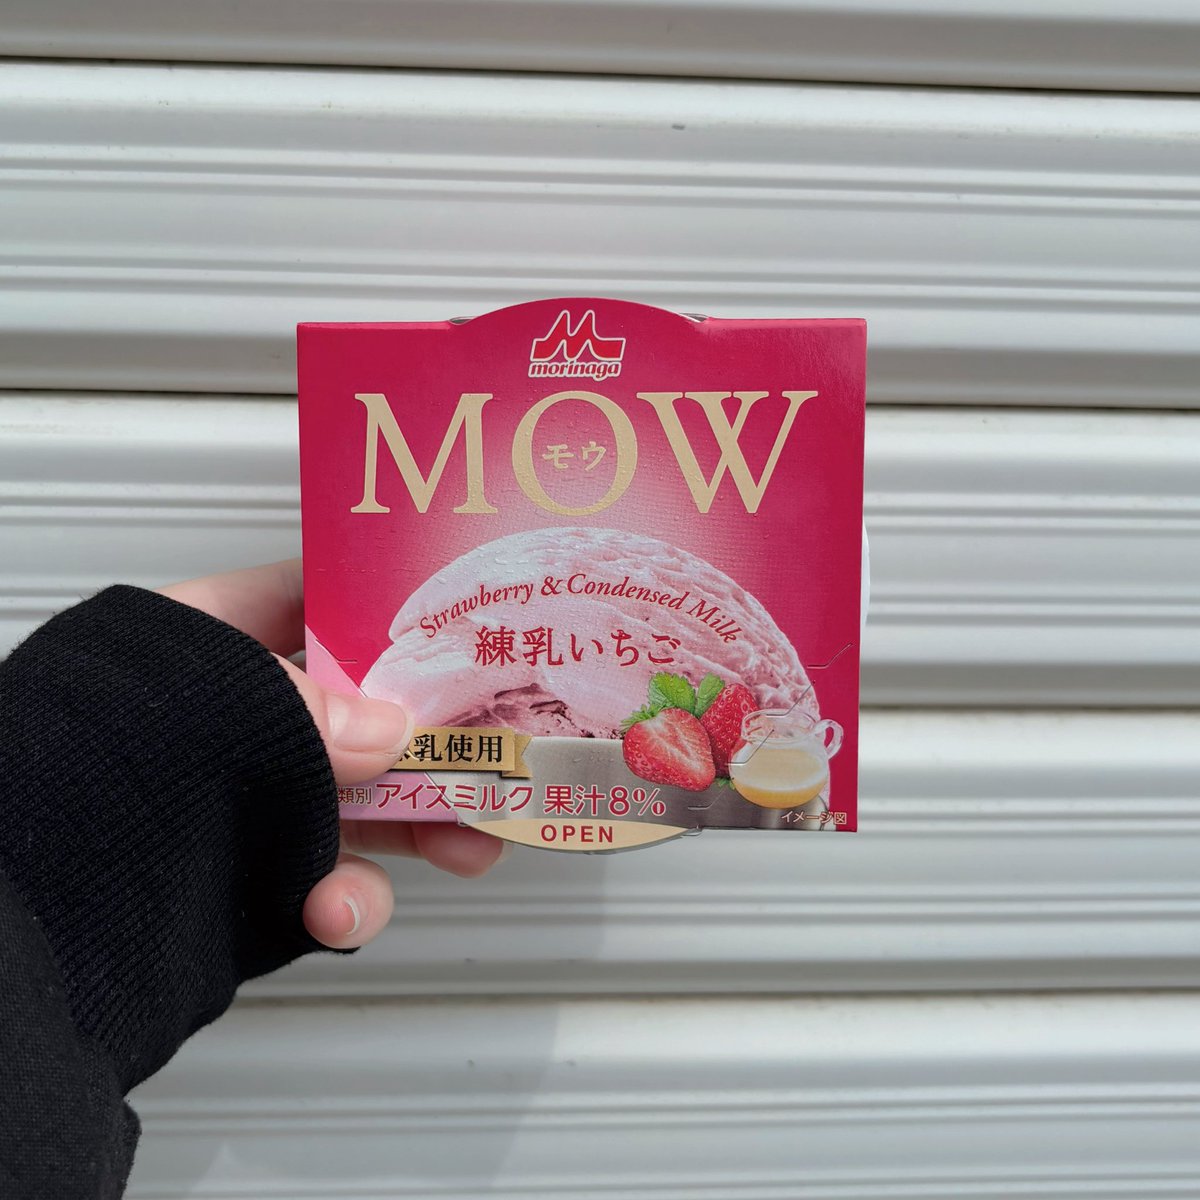 morinaga
MOW
モウ
Strawberry & Condensed Milk
練乳いちご
乳使用
類別 アイスミルク 果汁8%
イメージ図
OPEN